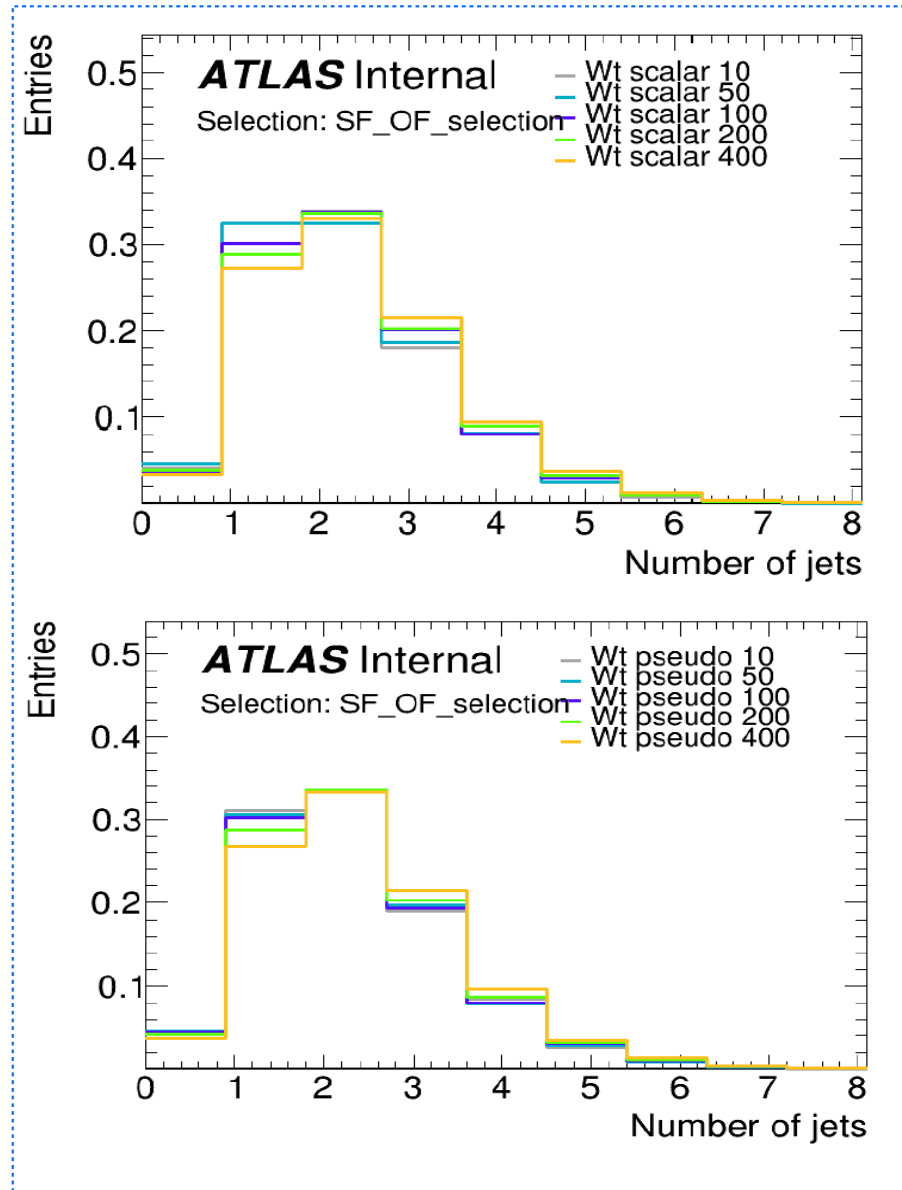 Entries
0.5
0.4
0.3
0.2
0.1
ATLAS Internal
Selection: SF_OF_selection
Wt scalar 10
Wt scalar 50
Wt scalar 100
Wt scalar 200
Wt scalar 400
0 1 2 3 4 5 6 7 8
Number of jets
Entries
0.5
0.4
0.3
0.2
0.1
ATLAS Internal
Selection: SF_OF_selection
Wt pseudo 10
Wt pseudo 50
Wt pseudo 100
Wt pseudo 200
Wt pseudo 400
0 1 2 3 4 5 6 7 8
Number of jets